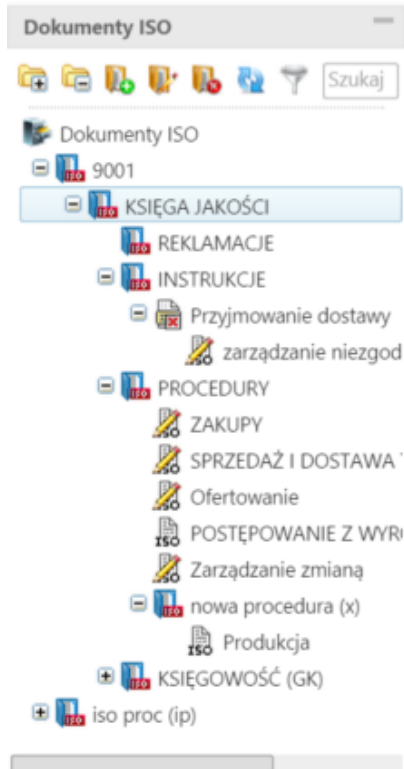 Dokumenty ISO
Szukaj
Dokumenty ISO
9001
KSIĘGA JAKOŚCI
REKLAMACJE
INSTRUKCJE
Przyjmowanie dostawy
zarządzanie niezgod
PROCEDURY
ZAKUPY
SPRZEDAŻ I DOSTAWA
Ofertowanie
POSTĘPOWANIE Z WYR
Zarządzanie zmianą
nowa procedura (x)
Produkcja
KSIĘGOWOŚĆ (GK)
iso proc (ip)